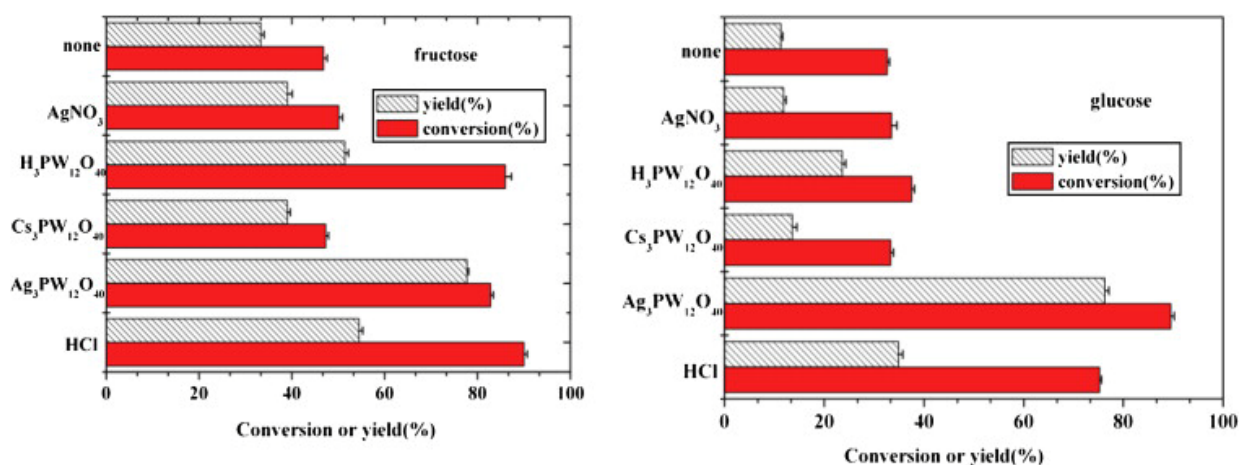 none
AgNO₃
H₃PW₁₂O₄₀
Cs₃PW₁₂O₄₀
Ag₃PW₁₂O₄₀
HCl
fructose
yield(%)
conversion(%)
0 20 40 60 80 100
Conversion or yield(%)
none
AgNO₃
H₃PW₁₂O₄₀
Cs₃PW₁₂O₄₀
Ag₃PW₁₂O₄₀
HCl
glucose
yield(%)
conversion(%)
0 20 40 60 80 100
Conversion or yield(%)